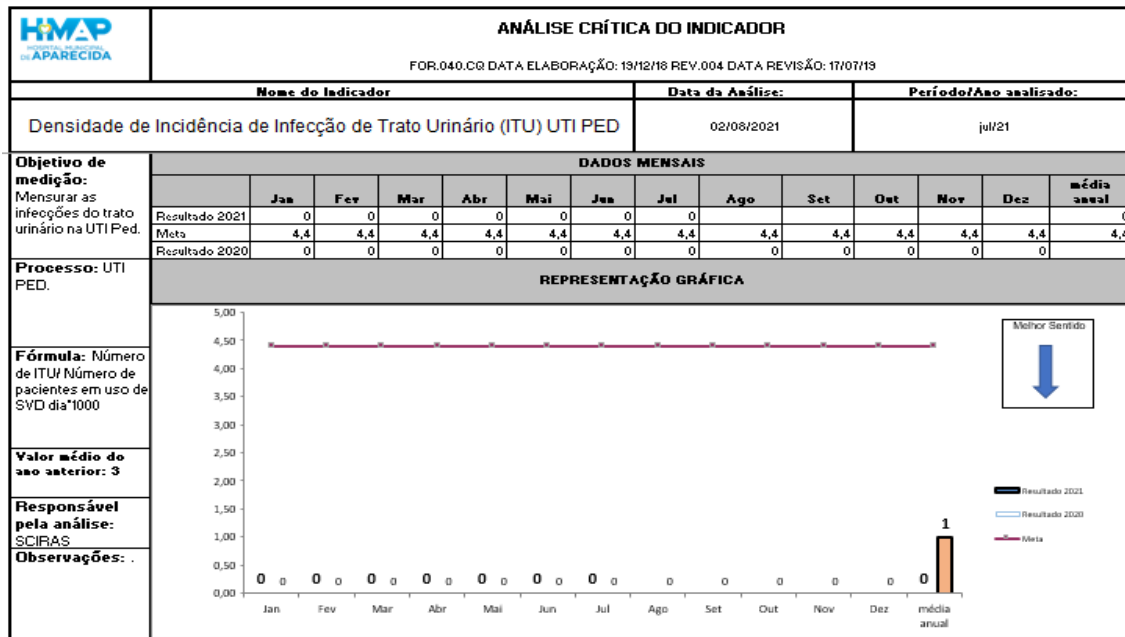 HMAP
HOSPITAL MUNICIPAL
DE APARECIDA
ANÁLISE CRÍTICA DO INDICADOR
FOR.040.CQ DATA ELABORAÇÃO: 19/12/18 REV.004 DATA REVISÃO: 17/07/19
Nome do Indicador Data da Análise: Período/Ano analisado:
Densidade de Incidência de Infecção de Trato Urinário (ITU) UTI PED 02/08/2021 jul/21
Objetivo de
medição:
Mensurar as
infecções do trato
urinário na UTI Ped.
Processo: UTI
PED.
Fórmula: Número
de ITU/ Número de
pacientes em uso de
SVD dia*1000
Valor médio do
ano anterior: 3
Responsável
pela análise:
SCIRAS
Observações: .
DADOS MENSAIS
Jan Fev Mar Abr Mai Jun Jul Ago Set Out Nov Dez média
anual
Resultado 2021 0 0 0 0 0 0 0 0
Meta 4,4 4,4 4,4 4,4 4,4 4,4 4,4 4,4 4,4 4,4 4,4 4,4 4,4
Resultado 2020 0 0 0 0 0 0 0 0 0 0 0
REPRESENTAÇÃO GRÁFICA
Melhor Sentido
5,00
4,50
4,00
3,50
3,00
2,50
2,00
1,50
1,00
0,50
0,00
0 0 0 0 0 0 0 0 0 0 0 0 0 0 0 0 0 0 0 0 1
Jan Fev Mar Abr Mai Jun Jul Ago Set Out Nov Dez média
anual
Resultado 2021
Resultado 2020
Meta